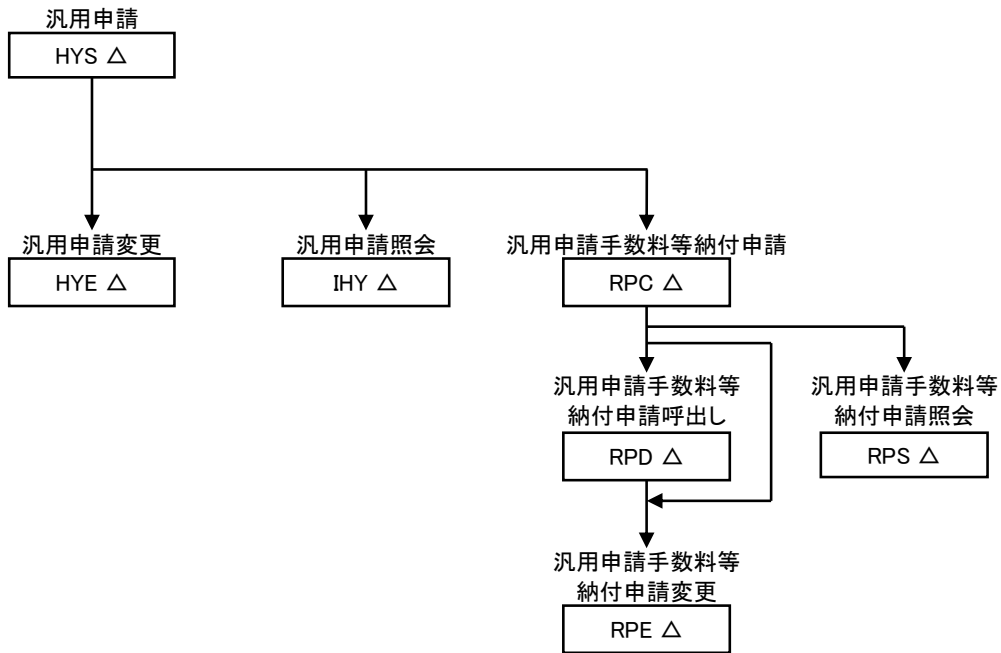 汎用申請
HYS △
汎用申請変更
HYE △
汎用申請照会
IHY △
汎用申請手数料等納付申請
RPC △
汎用申請手数料等
納付申請呼出し
RPD △
汎用申請手数料等
納付申請照会
RPS △
汎用申請手数料等
納付申請変更
RPE △